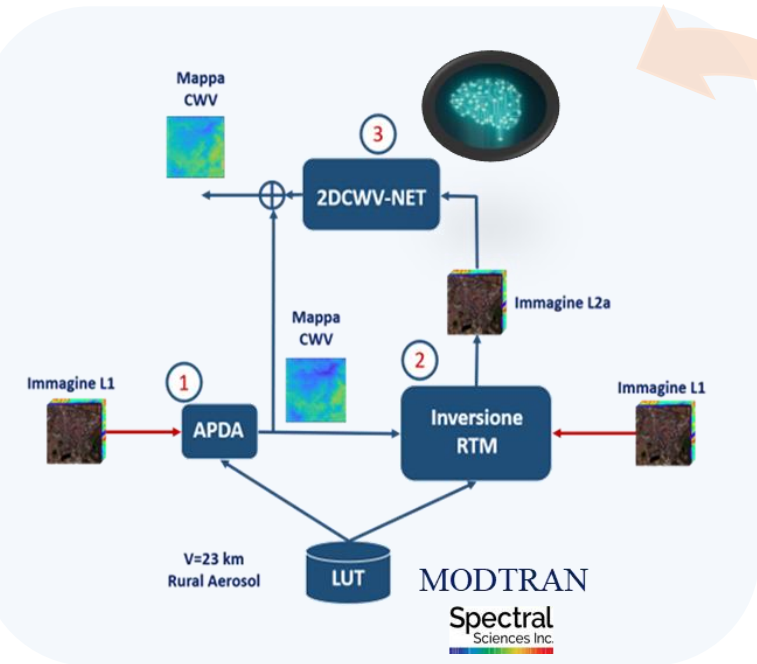 Mappa
CWV
3
2DCWV-NET
Immagine L2a
Mappa
CWV
2
1
Immagine L1
Immagine L1
APDA
Inversione
RTM
V=23 km
Rural Aerosol
LUT
MODTRAN
Spectral
Sciences Inc.